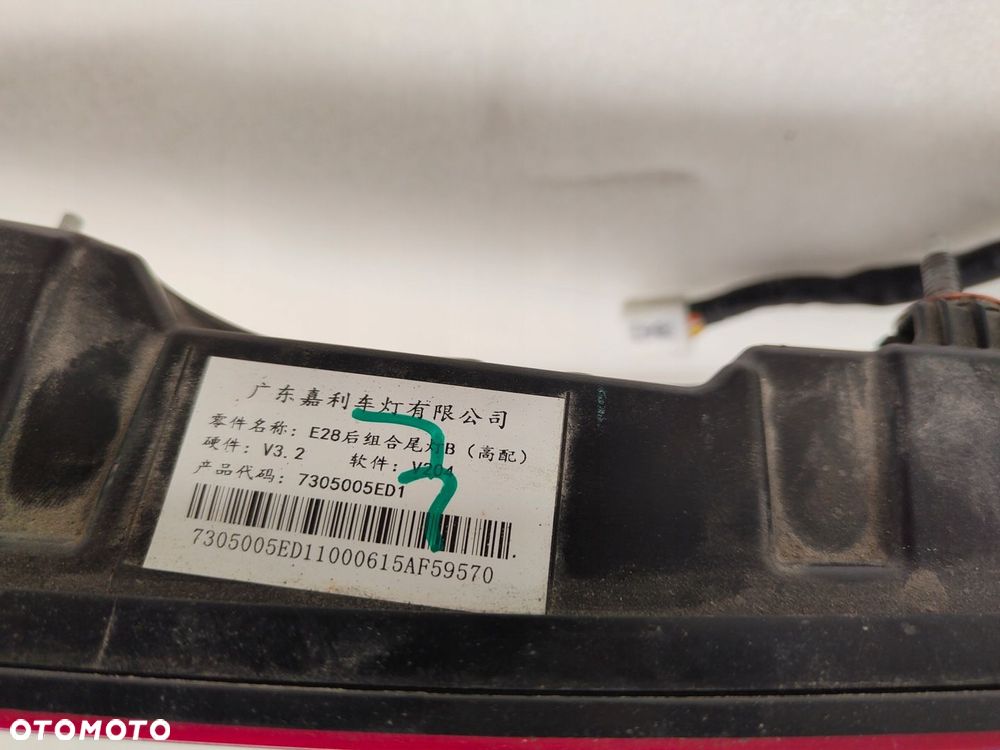 广东嘉利车灯有限公司
零件名称: E28后组合尾灯B (高配)
硬件: V3.2 软件: V204
产品代码: 7305005ED1
7305005ED11000615AF59570
OTOMOTO